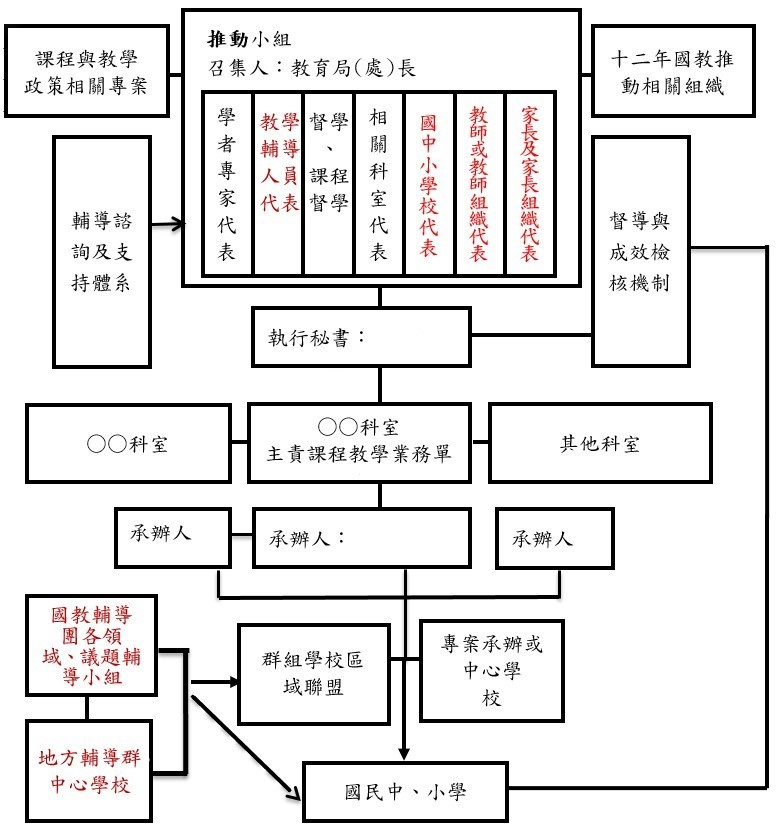 課程與教學
政策相關專案
推動小組
召集人：教育局(處)長
十二年國教推
動相關組織
學者專家代表
教學
輔導
人員
代表
督學
、
課程
督學
相關科室代表
國中小學校代表
教師或教師組織代表
家長及家長組織代表
輔導諮
詢及支
持體系
督導與
成效檢
核機制
執行秘書：
〇〇科室
〇〇科室
主責課程教學業務單
其他科室
承辦人
承辦人：
承辦人
國教輔導
團各領
域、議題輔
導小組
群組學校區
域聯盟
專案承辦或
中心學
校
地方輔導群
中心學校
國民中、小學